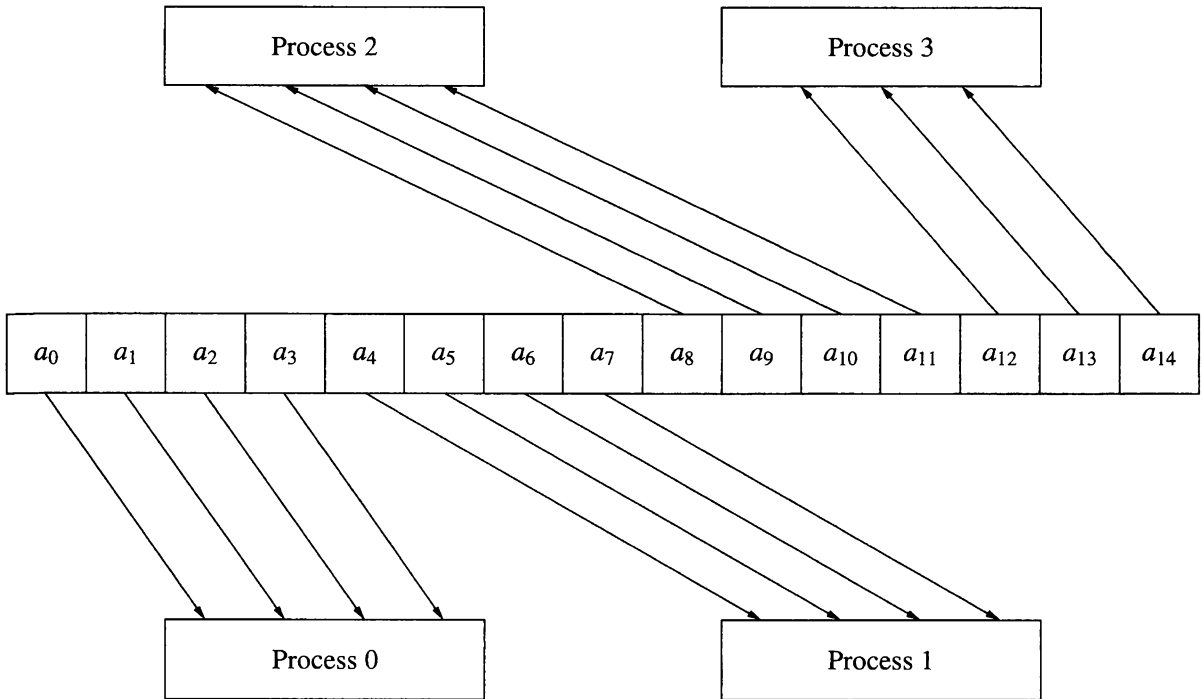 Process 2 Process 3
a₀ a₁ a₂ a₃ a₄ a₅ a₆ a₇ a₈ a₉ a₁₀ a₁₁ a₁₂ a₁₃ a₁₄
Process 0 Process 1